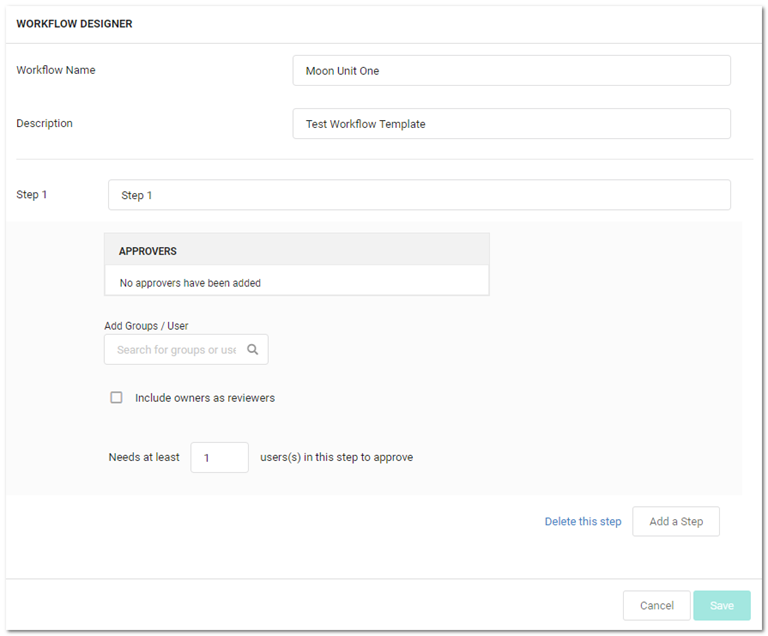 WORKFLOW DESIGNER
Workflow Name
Moon Unit One
Description
Test Workflow Template
Step 1
Step 1
APPROVERS
No approvers have been added
Add Groups / User
Search for groups or use
Include owners as reviewers
Needs at least 1 users(s) in this step to approve
Delete this step
Add a Step
Cancel
Save